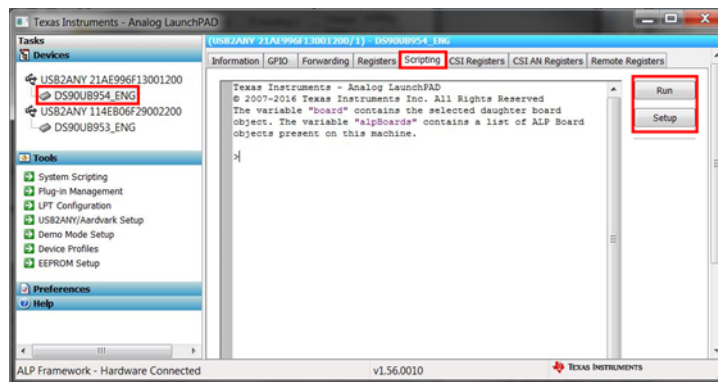 Texas Instruments - Analog LaunchPAD
Tasks
Devices
USB2ANY 21AE996F13001200
DS90UB954_ENG
USB2ANY 114EB06F29002200
DS90UB953_ENG
Tools
System Scripting
Plug-in Management
LPT Configuration
USB2ANY/Aardvark Setup
Demo Mode Setup
Device Profiles
EEPROM Setup
Preferences
Help
(USB2ANY 21AE996F13001200/1) - DS90UB954_ENG
Information GPIO Forwarding Registers Scripting CSI Registers CSI AN Registers Remote Registers
Texas Instruments - Analog LaunchPAD
© 2007-2016 Texas Instruments Inc. All Rights Reserved
The variable "board" contains the selected daughter board
object. The variable "alpBoards" contains a list of ALP Board
objects present on this machine.
>
Run
Setup
ALP Framework - Hardware Connected v1.56.0010 TEXAS INSTRUMENTS